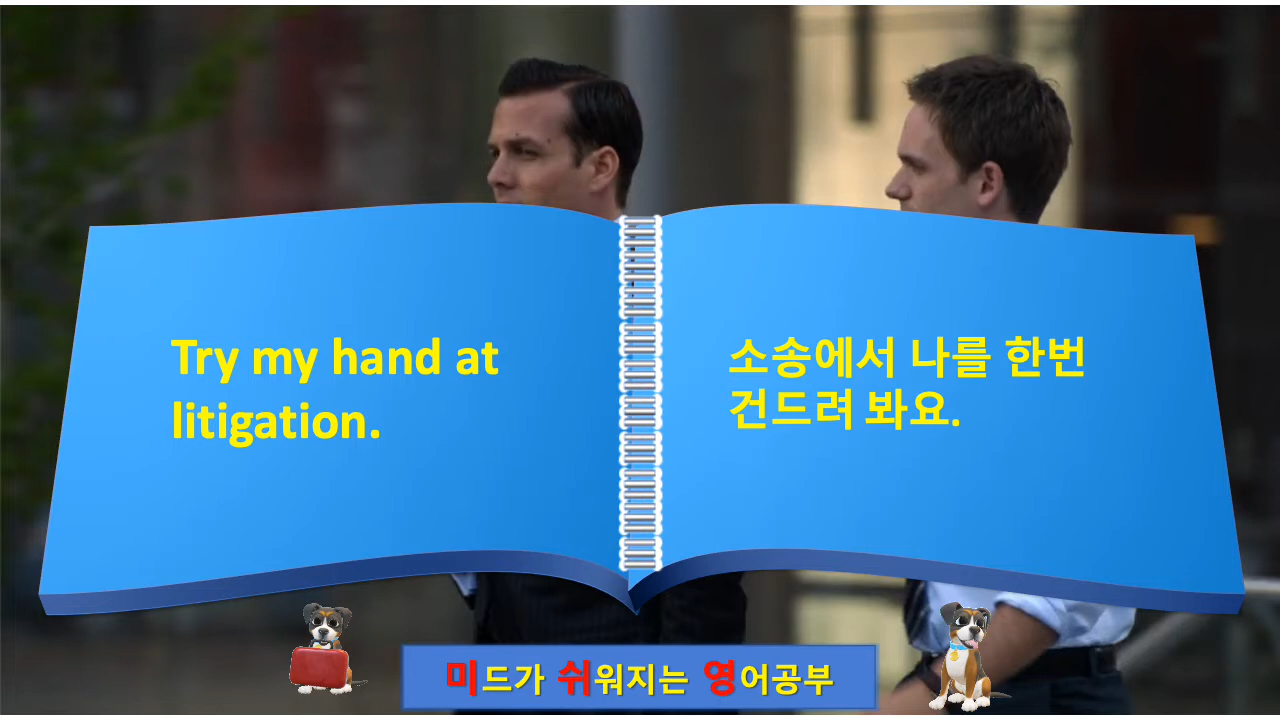 Try my hand at
litigation.
소송에서 나를 한번
건드려 봐요.
미드가 쉬워지는 영어공부